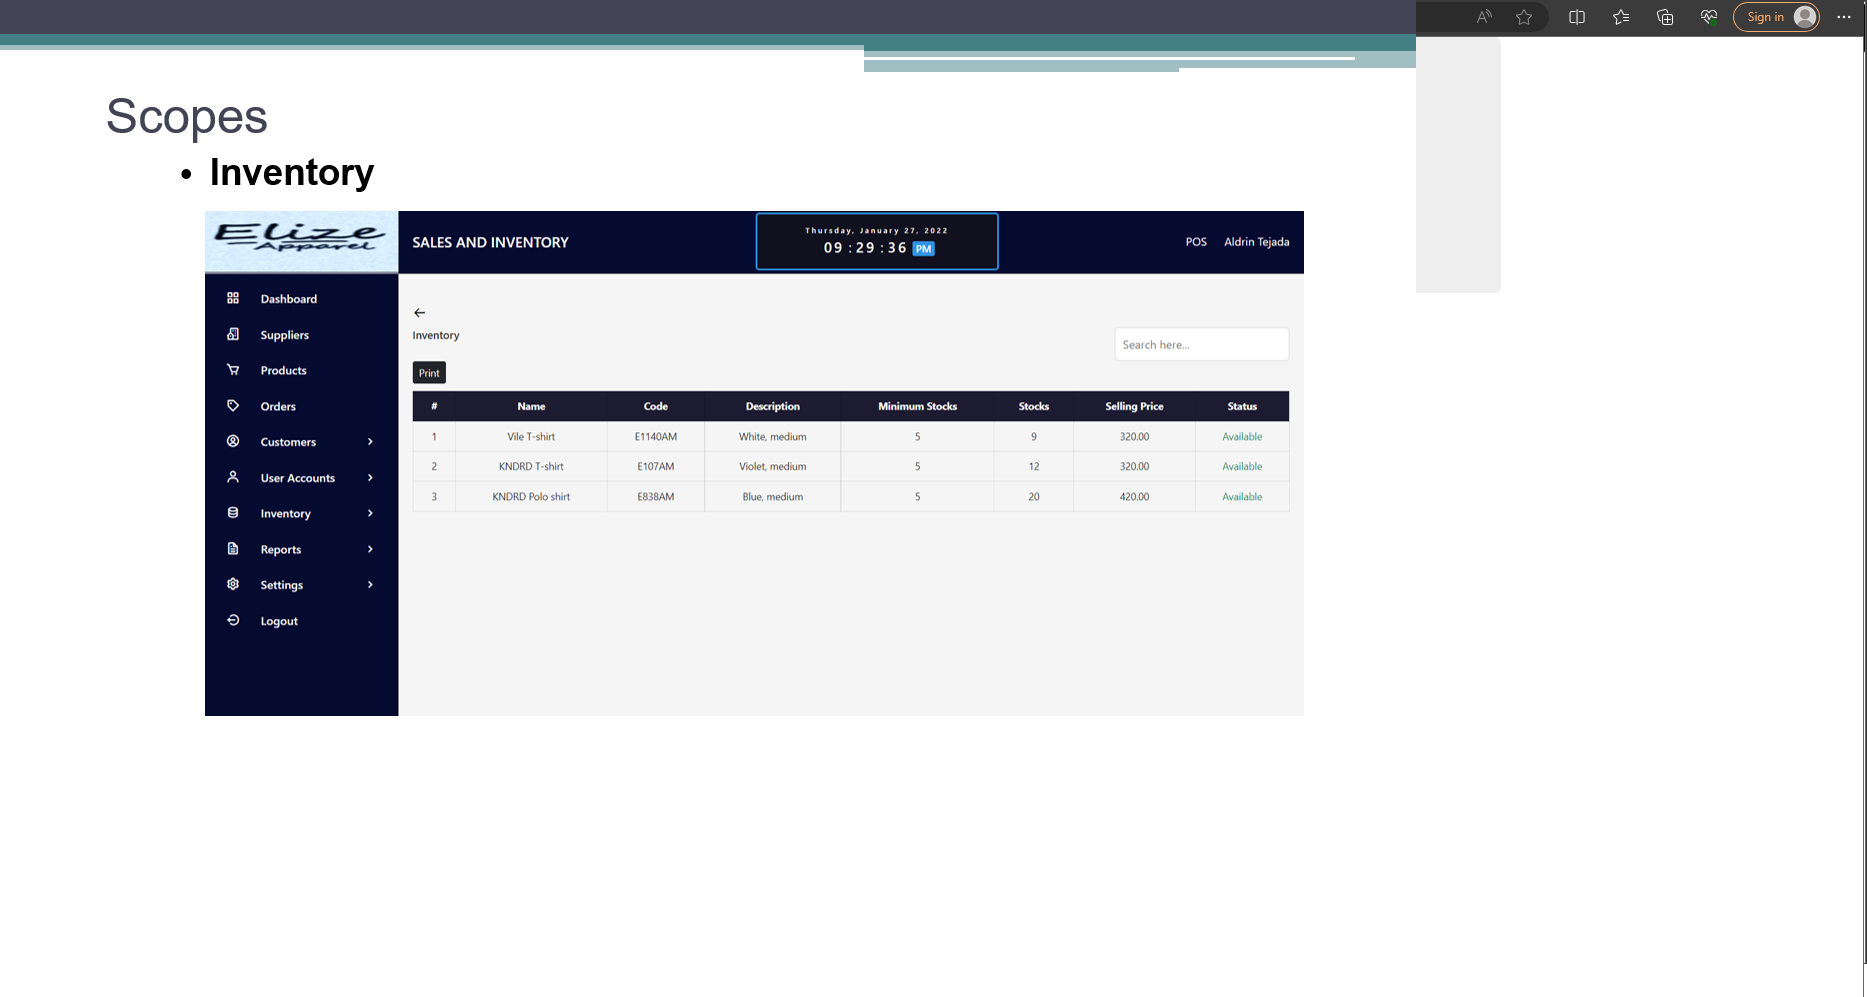 Sign in
Scopes
• Inventory
Elize
Apparel
SALES AND INVENTORY
Thursday, January 27, 2022
09 : 29 : 36 PM
POS Aldrin Tejada
Dashboard
Suppliers
Products
Orders
Customers
User Accounts
Inventory
Reports
Settings
Logout
Inventory
Search here...
Print
# Name Code Description Minimum Stocks Stocks Selling Price Status
1 Vile T-shirt E1140AM White, medium 5 9 320.00 Available
2 KNDRD T-shirt E107AM Violet, medium 5 12 320.00 Available
3 KNDRD Polo shirt E838AM Blue, medium 5 20 420.00 Available